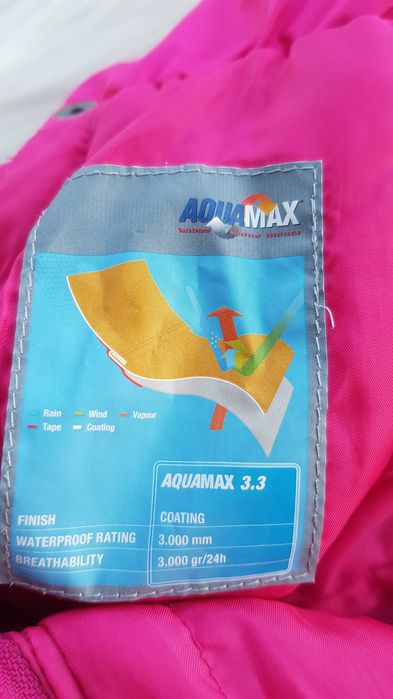 AQUAMAX
WATERPROOF WINDPROOF BREATHABLE
Rain Wind Vapour
Tape Coating
AQUAMAX 3.3
FINISH COATING
WATERPROOF RATING 3.000 mm
BREATHABILITY 3.000 gr/24h